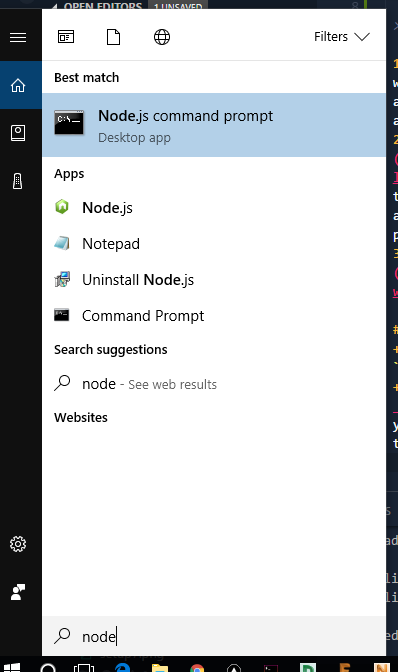 OPEN EDITORS 1 UNSAVED
Filters
Best match
Node.js command prompt
Desktop app
Apps
Node.js
Notepad
Uninstall Node.js
Command Prompt
Search suggestions
node - See web results
Websites
node